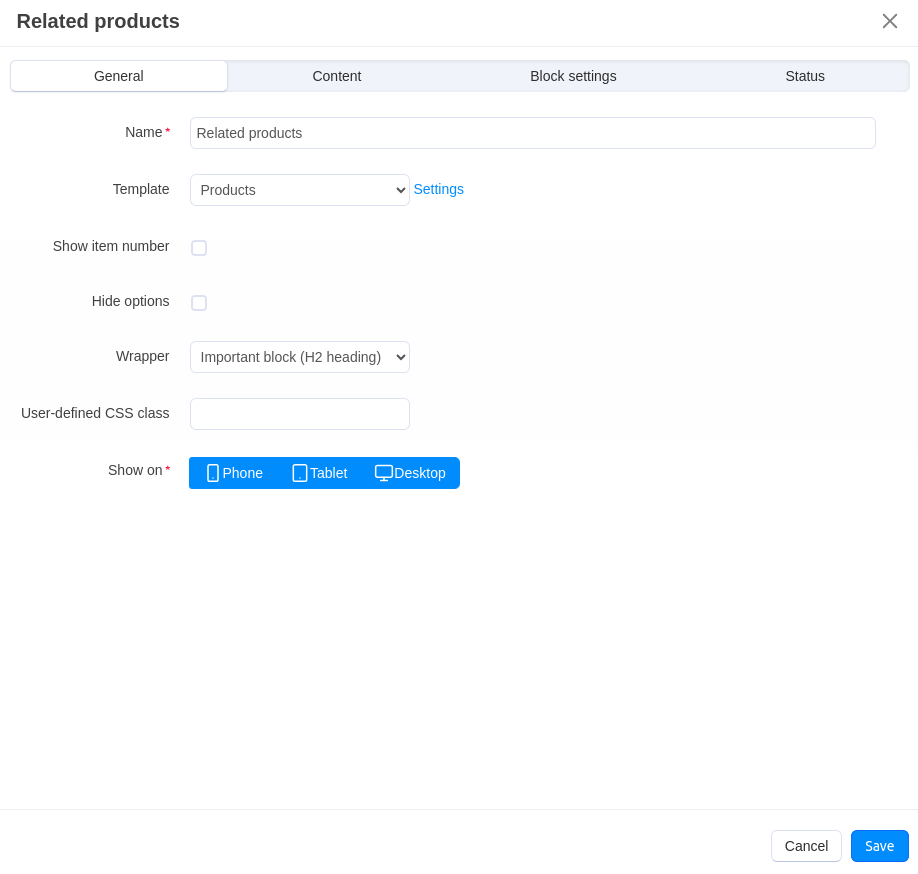 Related products
General Content Block settings Status
Name * Related products
Template Products Settings
Show item number
Hide options
Wrapper Important block (H2 heading)
User-defined CSS class
Show on * Phone Tablet Desktop
Cancel Save